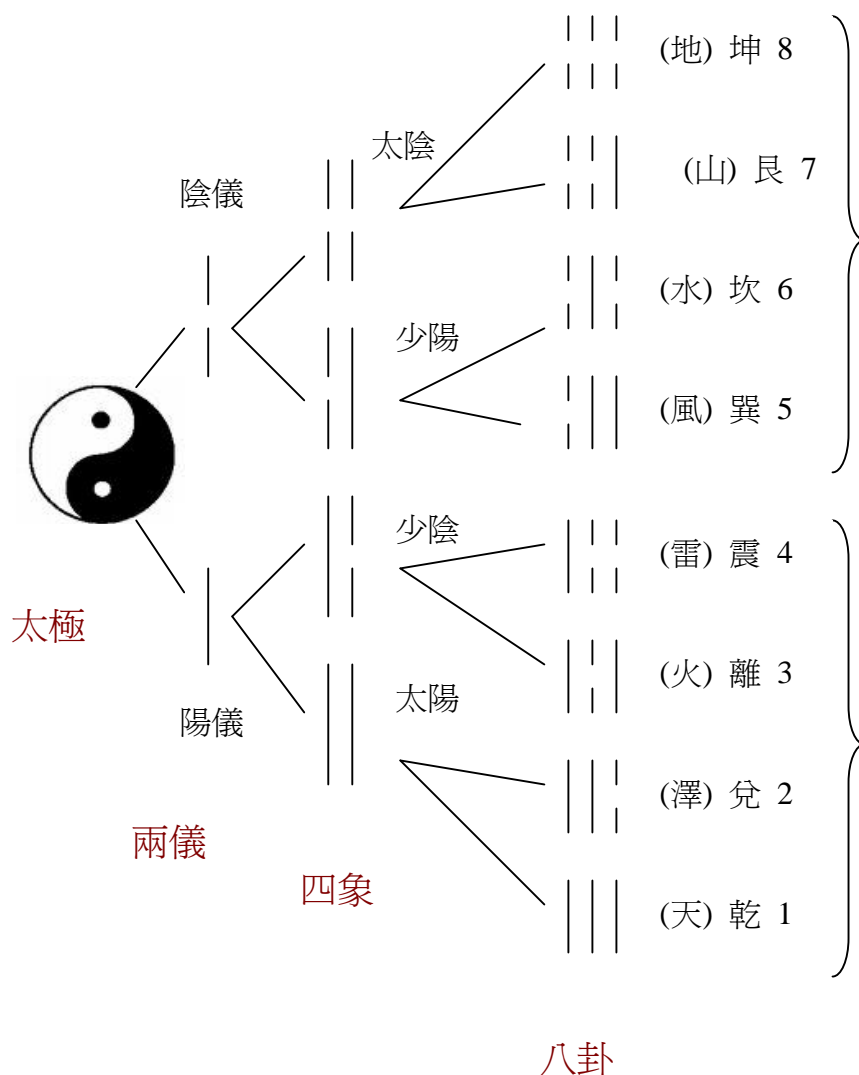 (地) 坤 8
太陰
(山) 艮 7
陰儀
(水) 坎 6
少陽
(風) 巽 5
少陰
(雷) 震 4
太極
(火) 離 3
太陽
陽儀
(澤) 兌 2
兩儀
四象
(天) 乾 1
八卦